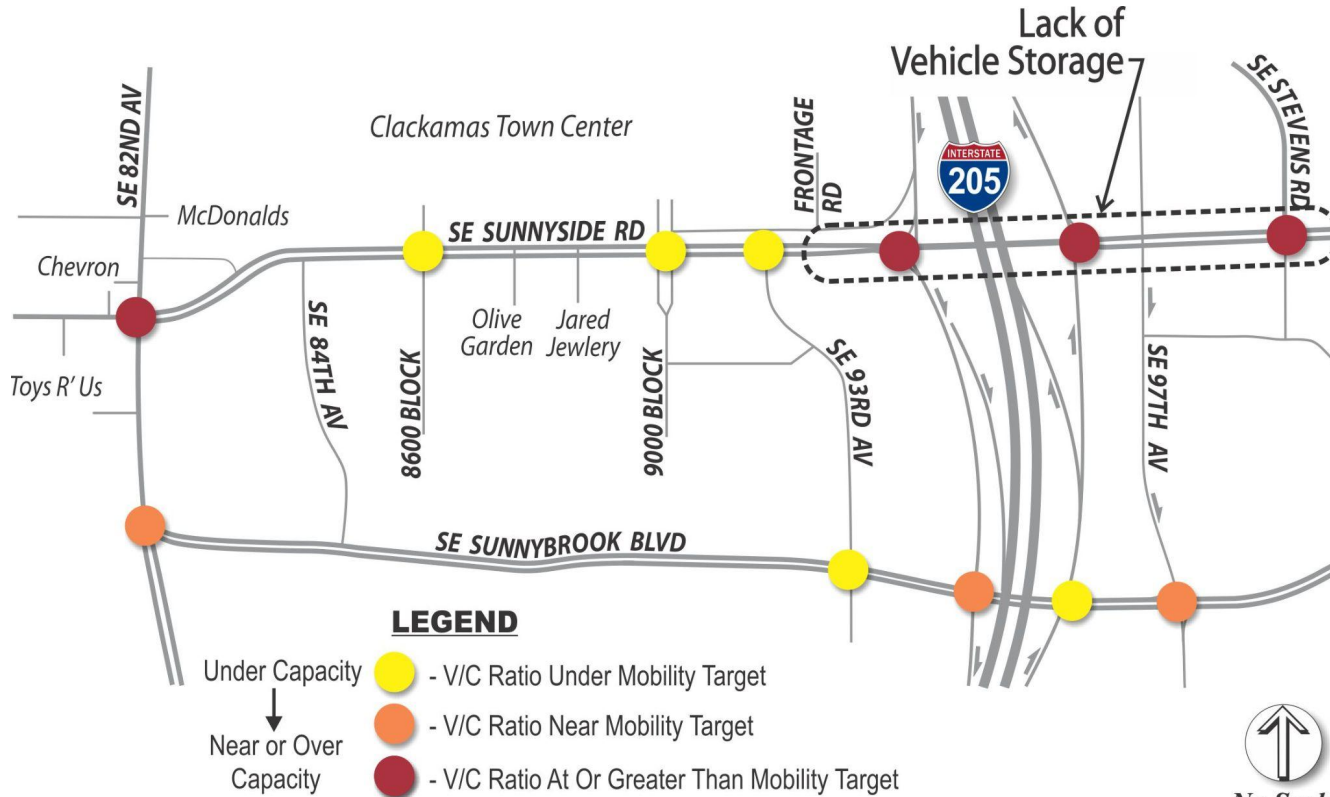 Lack of
Vehicle Storage
SE STEVENS RD
SE 82ND AV
Clackamas Town Center
FRONTAGE
RD
INTERSTATE
205
McDonalds
SE SUNNYSIDE RD
Chevron
Olive
Garden
Jared
Jewlery
SE 84TH AV
8600 BLOCK
9000 BLOCK
SE 93RD AV
SE 97TH AV
Toys R' Us
SE SUNNYBROOK BLVD
LEGEND
Under Capacity
Near or Over
Capacity
- V/C Ratio Under Mobility Target
- V/C Ratio Near Mobility Target
- V/C Ratio At Or Greater Than Mobility Target